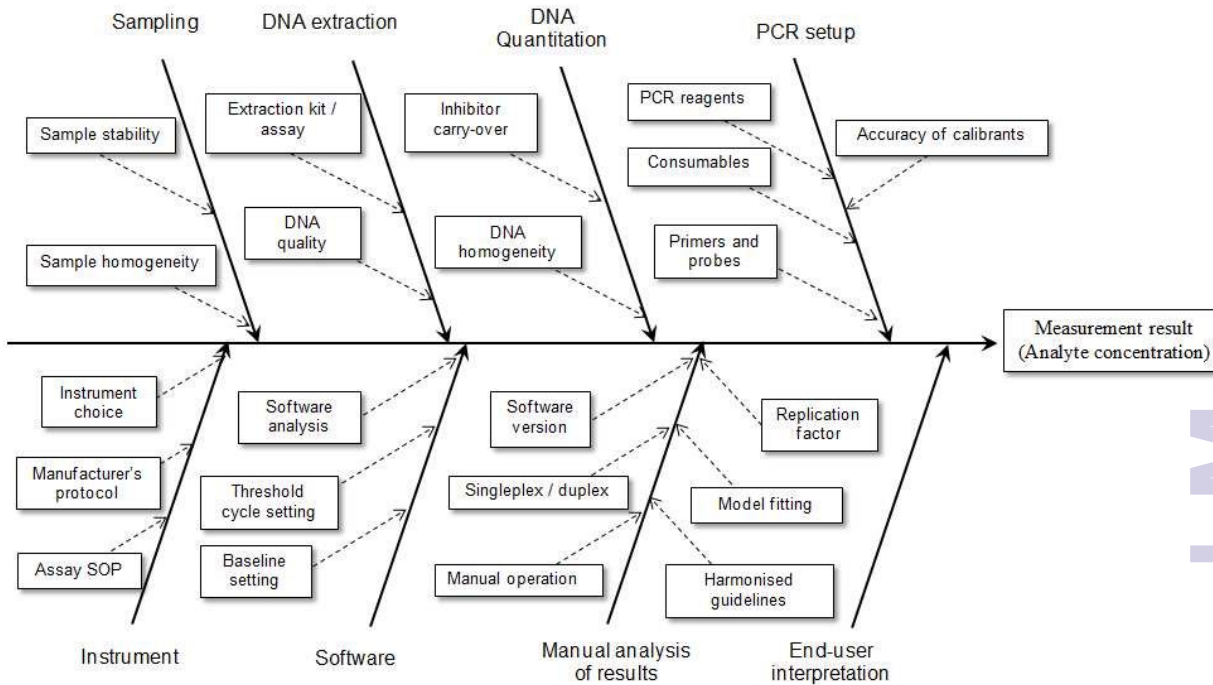 Sampling
DNA extraction
DNA
Quantitation
PCR setup
Sample stability
Sample homogeneity
Extraction kit /
assay
DNA
quality
Inhibitor
carry-over
DNA
homogeneity
PCR reagents
Consumables
Primers and
probes
Accuracy of calibrants
Measurement result
(Analyte concentration)
Instrument
choice
Manufacturer's
protocol
Assay SOP
Software
analysis
Threshold
cycle setting
Baseline
setting
Software
version
Singleplex / duplex
Manual operation
Replication
factor
Model fitting
Harmonised
guidelines
Instrument
Software
Manual analysis
of results
End-user
interpretation